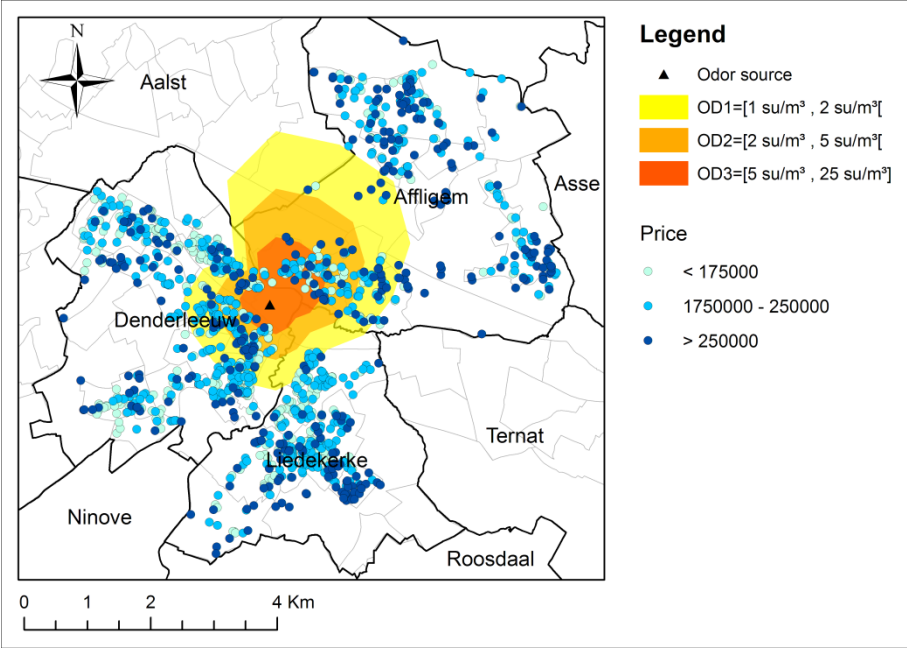 N
Aalst
Affligem
Asse
Denderleeuw
Liedekerke
Ternat
Ninove
Roosdaal
0 1 2 4 Km
Legend
Odor source
OD1=[1 su/m³ , 2 su/m³[
OD2=[2 su/m³ , 5 su/m³[
OD3=[5 su/m³ , 25 su/m³]
Price
< 175000
1750000 - 250000
> 250000